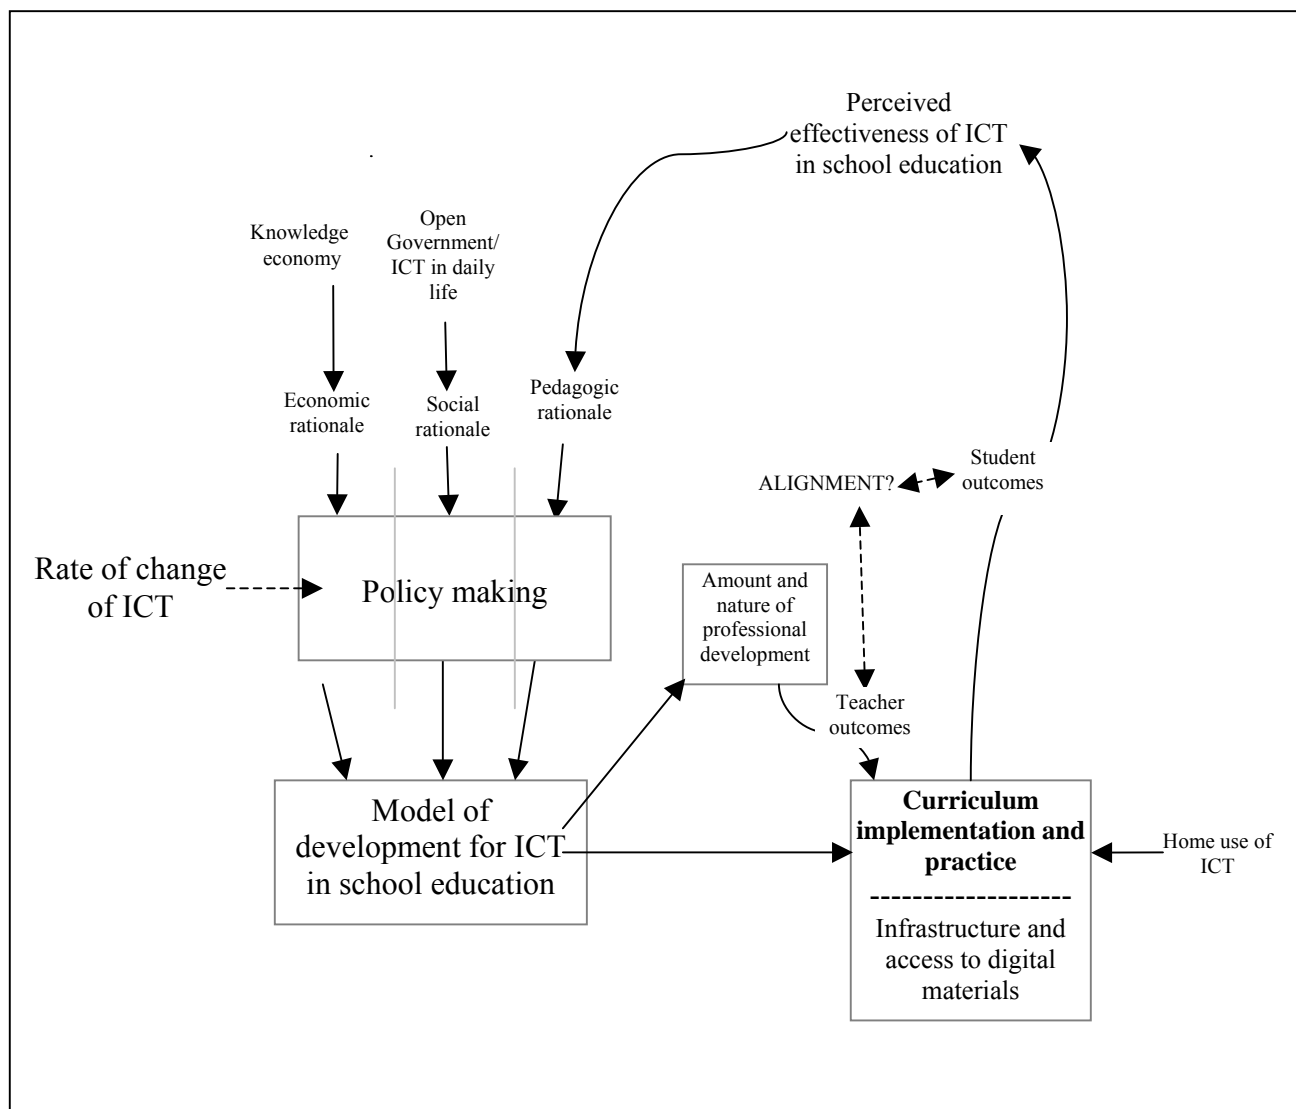 Perceived
effectiveness of ICT
in school education
Knowledge
economy
Open
Government/
ICT in daily
life
Economic
rationale
Social
rationale
Pedagogic
rationale
Student
outcomes
ALIGNMENT?
Rate of change
of ICT
Policy making
Amount and
nature of
professional
development
Teacher
outcomes
Model of
development for ICT
in school education
Curriculum
implementation and
practice
Infrastructure and
access to digital
materials
Home use of
ICT